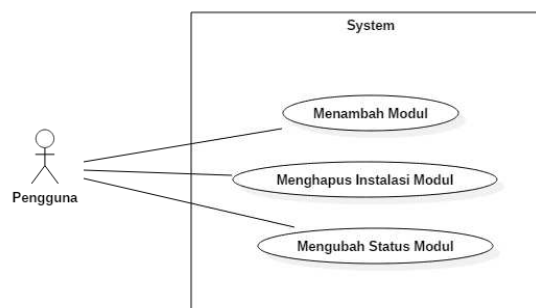 System
Menambah Modul
Menghapus Instalasi Modul
Pengguna
Mengubah Status Modul